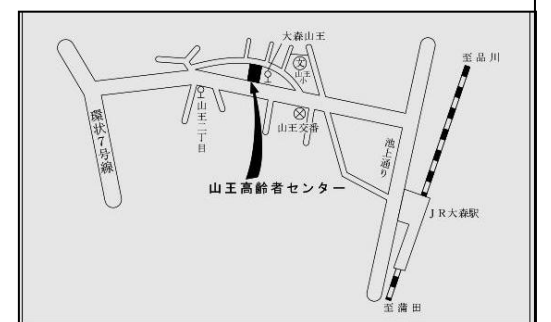 大森山王
至品川
文
山王小
山王二丁目
山王交番
環状7号線
池上通り
山王高齢者センター
JR大森駅
至蒲田